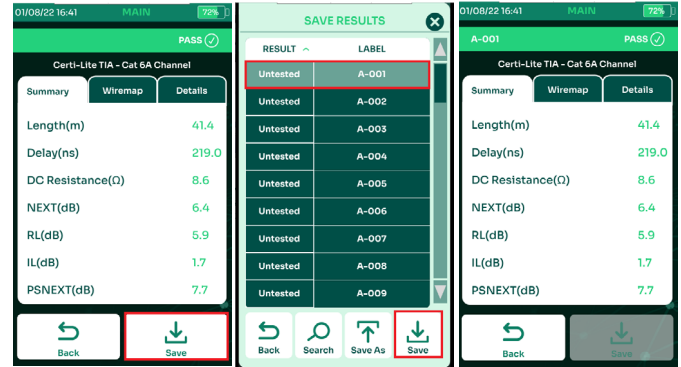 01/08/22 16:41 MAIN 72%
PASS
Certi-Lite TIA - Cat 6A Channel
Summary Wiremap Details
Length(m) 41.4
Delay(ns) 219.0
DC Resistance(Ω) 8.6
NEXT(dB) 6.4
RL(dB) 5.9
IL(dB) 1.7
PSNEXT(dB) 7.7
Back Save
SAVE RESULTS
RESULT LABEL
Untested A-001
Untested A-002
Untested A-003
Untested A-004
Untested A-005
Untested A-006
Untested A-007
Untested A-008
Untested A-009
Back Search Save As Save
01/08/22 16:41 MAIN 72%
A-001 PASS
Certi-Lite TIA - Cat 6A Channel
Summary Wiremap Details
Length(m) 41.4
Delay(ns) 219.0
DC Resistance(Ω) 8.6
NEXT(dB) 6.4
RL(dB) 5.9
IL(dB) 1.7
PSNEXT(dB) 7.7
Back Save